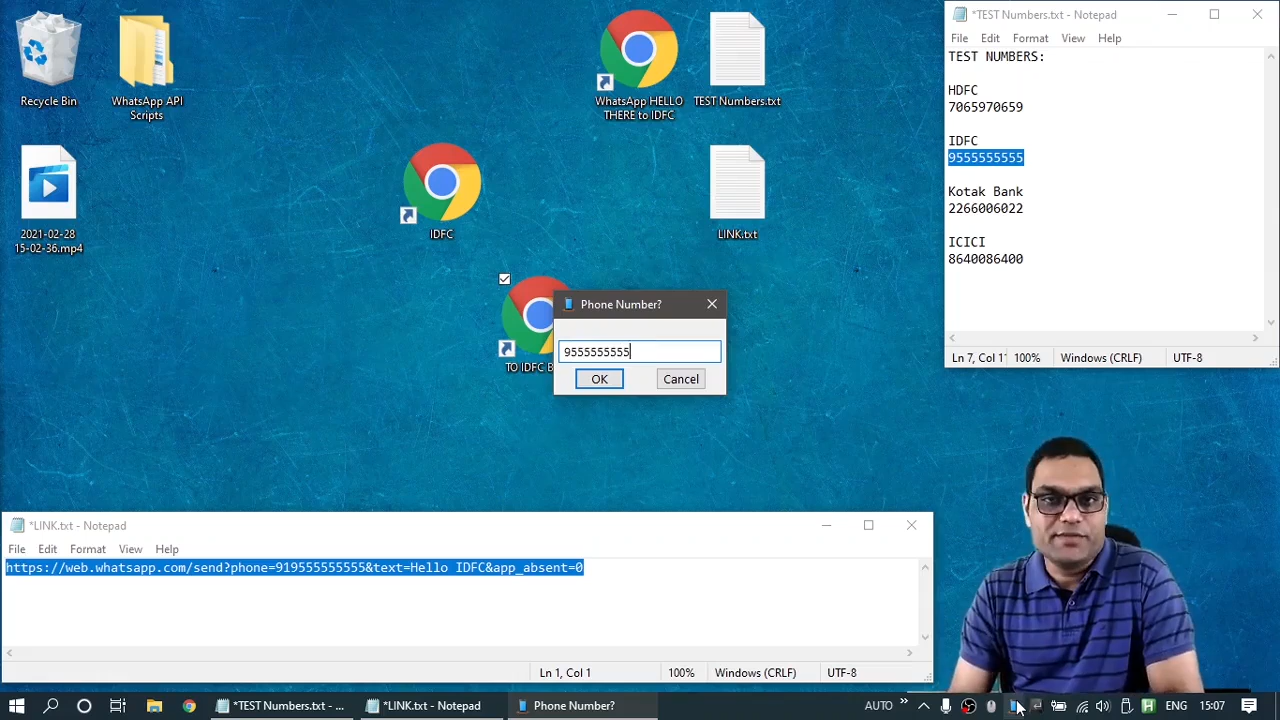 Recycle Bin
WhatsApp API
Scripts
WhatsApp HELLO
THERE to IDFC
TEST Numbers.txt
2021-02-28
15-02-36.mp4
IDFC
LINK.txt
TO IDFC B
Phone Number?
9555555555
OK
Cancel
*TEST Numbers.txt - Notepad
File Edit Format View Help
TEST NUMBERS:
HDFC
7065970659
IDFC
9555555555
Kotak Bank
2266006022
ICICI
8640086400
Ln 7, Col 1 100% Windows (CRLF) UTF-8
*LINK.txt - Notepad
File Edit Format View Help
https://web.whatsapp.com/send?phone=919555555555&text=Hello IDFC&app_absent=0
Ln 1, Col 1 100% Windows (CRLF) UTF-8
*TEST Numbers.txt - ... *LINK.txt - Notepad Phone Number? AUTO ENG 15:07